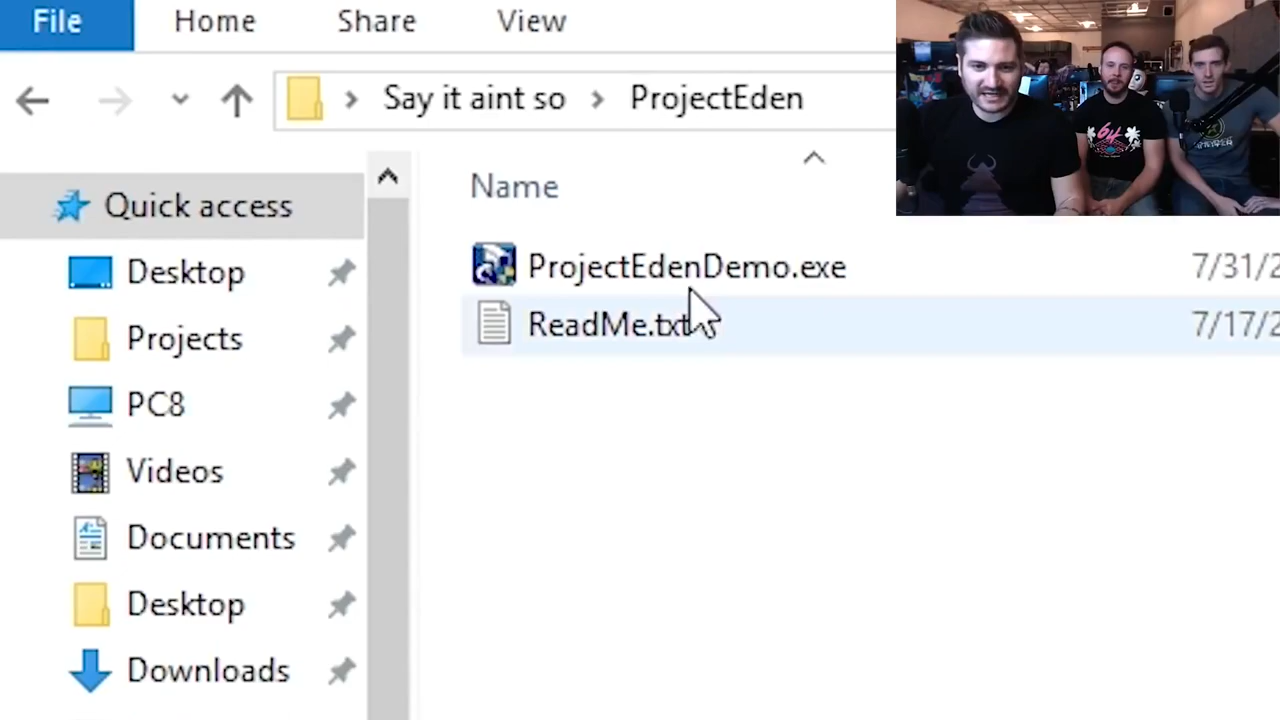 File Home Share View
Say it aint so ProjectEden
Name
Quick access
ProjectEdenDemo.exe 7/31/2
Desktop
ReadMe.txt 7/17/2
Projects
PC8
Videos
Documents
Desktop
Downloads
64